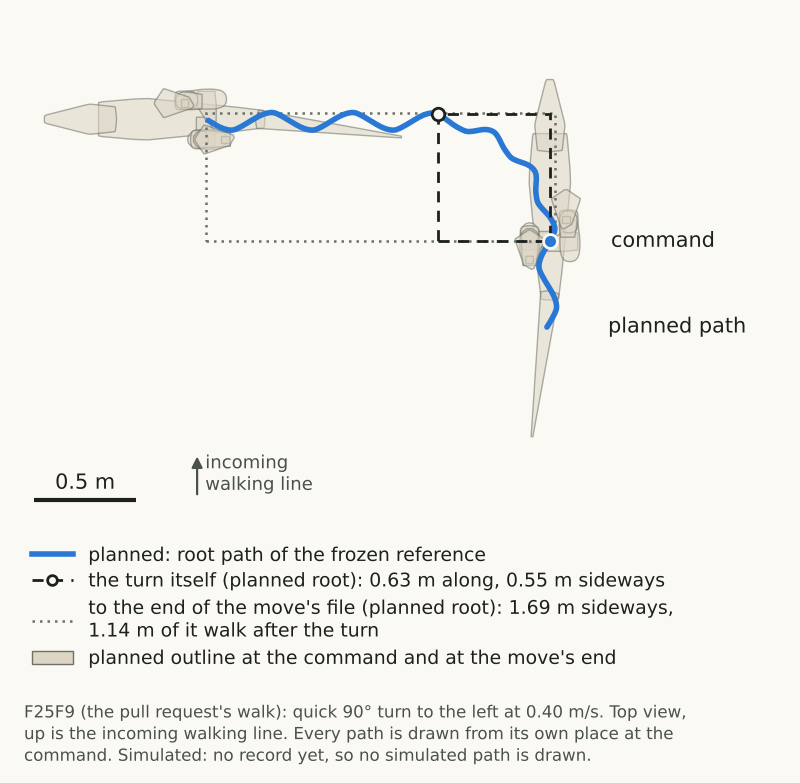 command
planned path
0.5 m
incoming
walking line
planned: root path of the frozen reference
the turn itself (planned root): 0.63 m along, 0.55 m sideways
to the end of the move's file (planned root): 1.69 m sideways,
1.14 m of it walk after the turn
planned outline at the command and at the move's end
F25F9 (the pull request's walk): quick 90° turn to the left at 0.40 m/s. Top view,
up is the incoming walking line. Every path is drawn from its own place at the
command. Simulated: no record yet, so no simulated path is drawn.